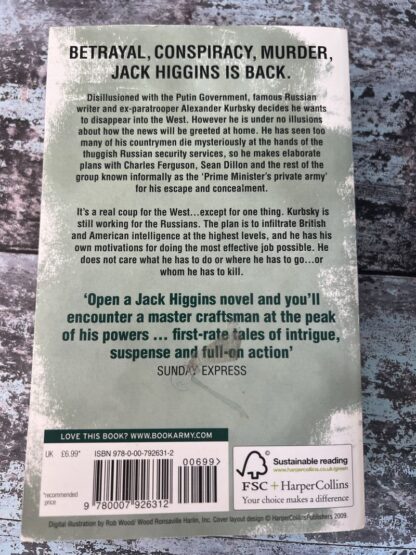 BETRAYAL, CONSPIRACY, MURDER,
JACK HIGGINS IS BACK.
Disillusioned with the Putin Government, famous Russian
writer and ex-paratrooper Alexander Kurbsky decides he wants
to disappear into the West. However he is under no illusions
about how the news will be greeted at home. He has seen too
many of his countrymen die mysteriously at the hands of the
thuggish Russian security services, so he makes elaborate
plans with Charles Ferguson, Sean Dillon and the rest of the
group known informally as the 'Prime Minister's private army'
for his escape and concealment.
It's a real coup for the West...except for one thing. Kurbsky is
still working for the Russians. The plan is to infiltrate British
and American intelligence at the highest levels, and he has his
own motivations for doing the most effective job possible. He
does not care what he has to do or where he has to go...or
whom he has to kill.
'Open a Jack Higgins novel and you'll
encounter a master craftsman at the peak
of his powers ... first-rate tales of intrigue,
suspense and full-on action'
SUNDAY EXPRESS
LOVE THIS BOOK? WWW.BOOKARMY.COM
UK £6.99* ISBN 978-0-00-792631-2
00699>
*recommended
price
9 780007 926312
Sustainable reading
www.harpercollins.co.uk/green
FSC + HarperCollins
Your choice makes a difference
Digital illustration by Rob Wood/ Wood Ronsaville Harlin, Inc. Cover layout design © HarperCollinsPublishers 2009.